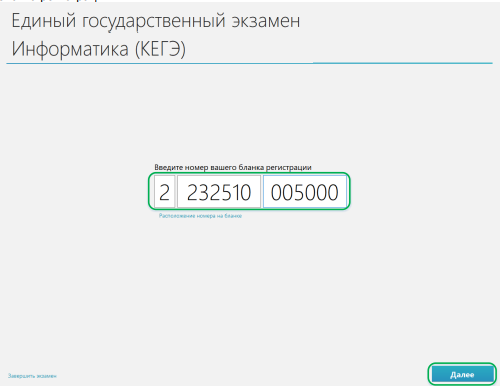 Единый государственный экзамен
Информатика (КЕГЭ)
Введите номер вашего бланка регистрации
2 232510 005000
Расположение номера на бланке
Завершить экзамен
Далее